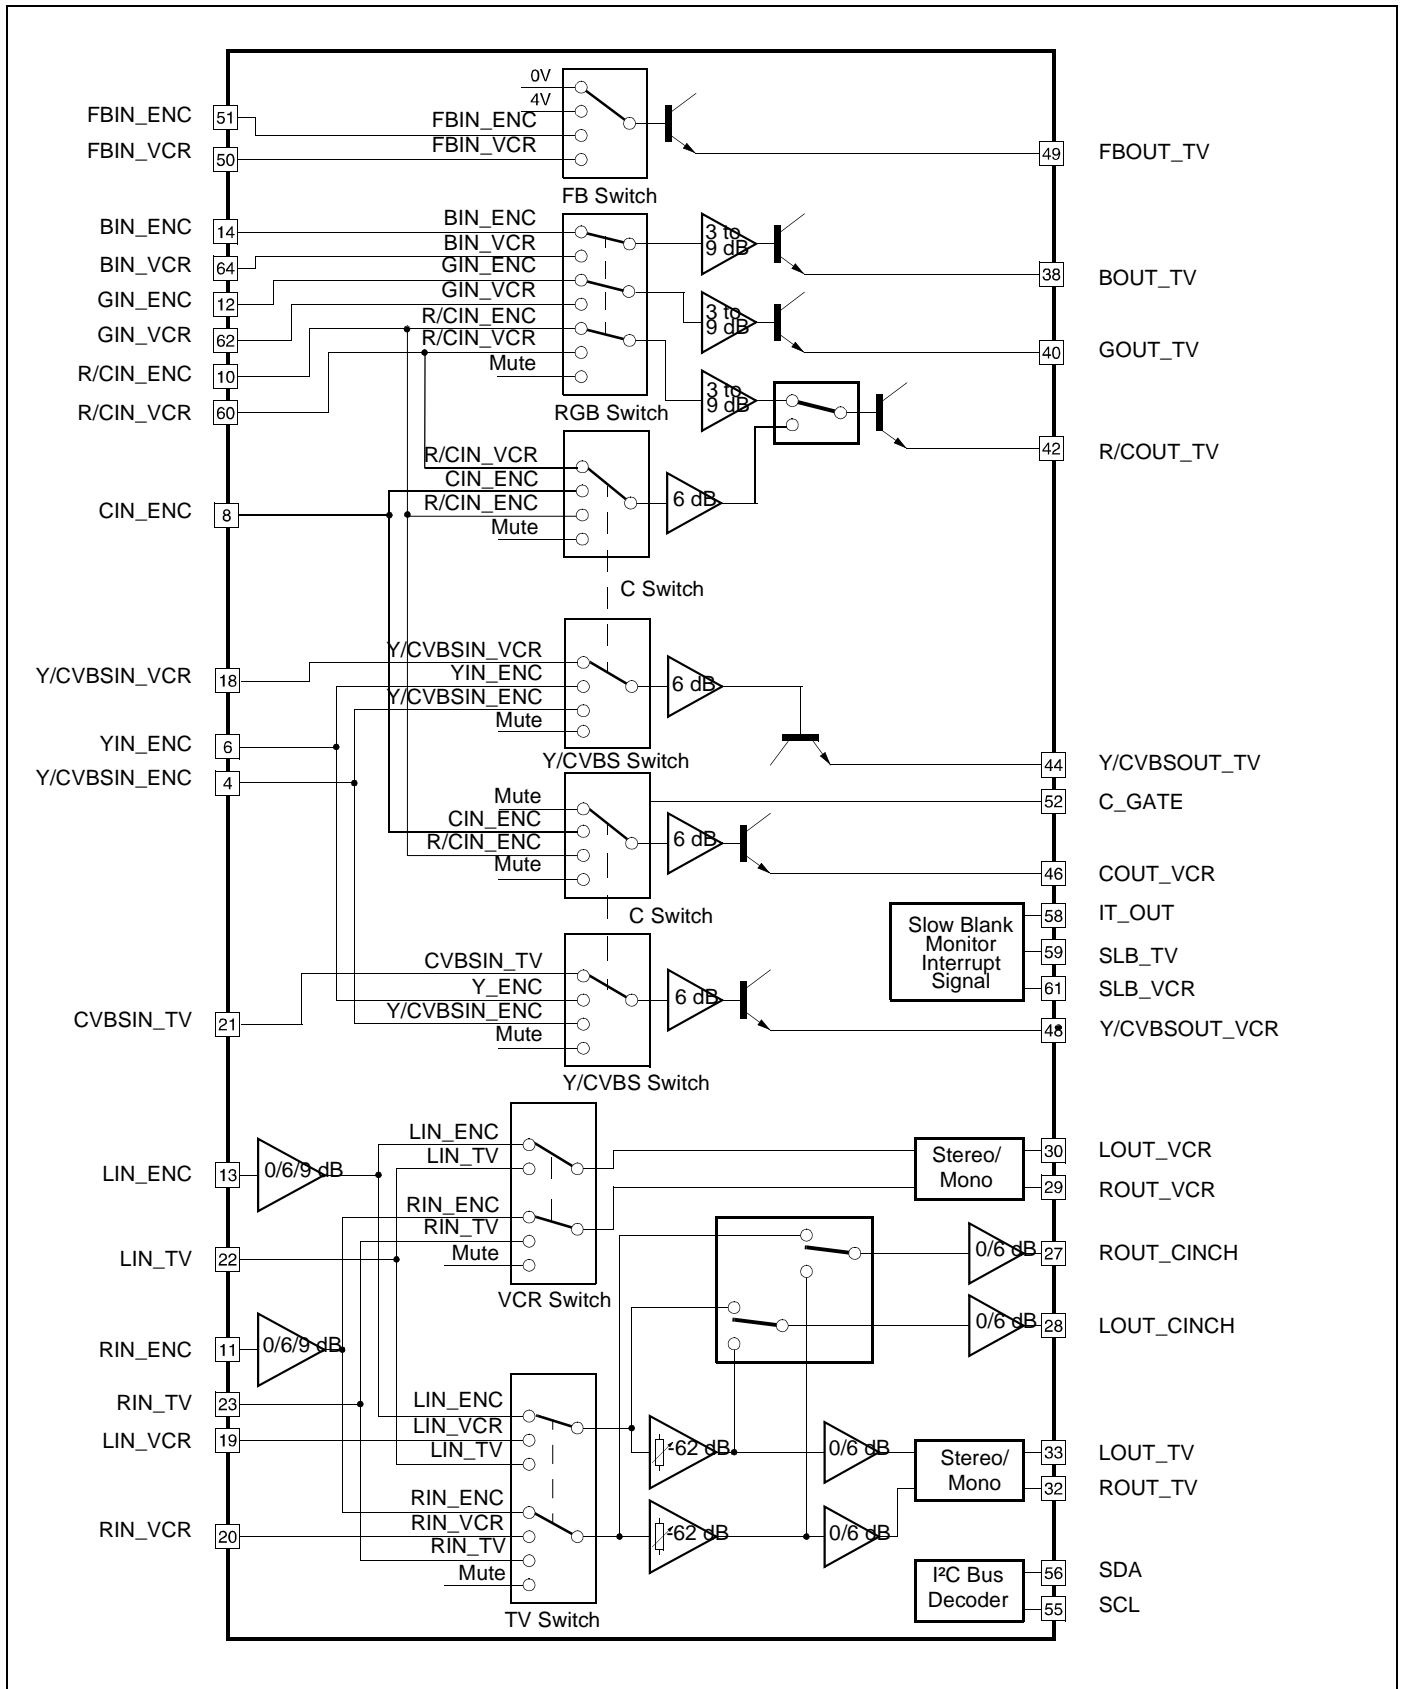 0V
4V
FBIN_ENC
51
FBIN_ENC
FBIN_VCR
50
FBIN_VCR
49
FBOUT_TV
FB Switch
BIN_ENC
14
BIN_ENC
BIN_VCR
64
BIN_VCR
GIN_ENC
12
GIN_ENC
GIN_VCR
62
GIN_VCR
R/CIN_ENC
10
R/CIN_ENC
R/CIN_VCR
60
R/CIN_VCR
Mute
RGB Switch
3 to
9 dB
38
BOUT_TV
3 to
9 dB
40
GOUT_TV
3 to
9 dB
42
R/COUT_TV
R/CIN_VCR
CIN_ENC
R/CIN_ENC
Mute
CIN_ENC
8
6 dB
C Switch
Y/CVBSIN_VCR
18
Y/CVBSIN_VCR
YIN_ENC
Y/CVBSIN_ENC
Mute
6 dB
YIN_ENC
6
Y/CVBSIN_ENC
4
Y/CVBS Switch
44
Y/CVBSOUT_TV
52
C_GATE
Mute
CIN_ENC
R/CIN_ENC
Mute
6 dB
46
COUT_VCR
C Switch
Slow Blank
Monitor
Interrupt
Signal
58
IT_OUT
59
SLB_TV
61
SLB_VCR
CVBSIN_TV
21
CVBSIN_TV
Y_ENC
Y/CVBSIN_ENC
Mute
6 dB
48
Y/CVBSOUT_VCR
Y/CVBS Switch
LIN_ENC
13
0/6/9 dB
LIN_ENC
LIN_TV
RIN_ENC
RIN_TV
Mute
VCR Switch
Stereo/
Mono
30
LOUT_VCR
29
ROUT_VCR
LIN_TV
22
0/6 dB
27
ROUT_CINCH
0/6 dB
28
LOUT_CINCH
RIN_ENC
11
0/6/9 dB
RIN_TV
23
LIN_VCR
19
RIN_VCR
20
LIN_ENC
LIN_VCR
LIN_TV
RIN_ENC
RIN_VCR
RIN_TV
Mute
TV Switch
-62 dB
0/6 dB
-62 dB
0/6 dB
Stereo/
Mono
33
LOUT_TV
32
ROUT_TV
I²C Bus
Decoder
56
SDA
55
SCL